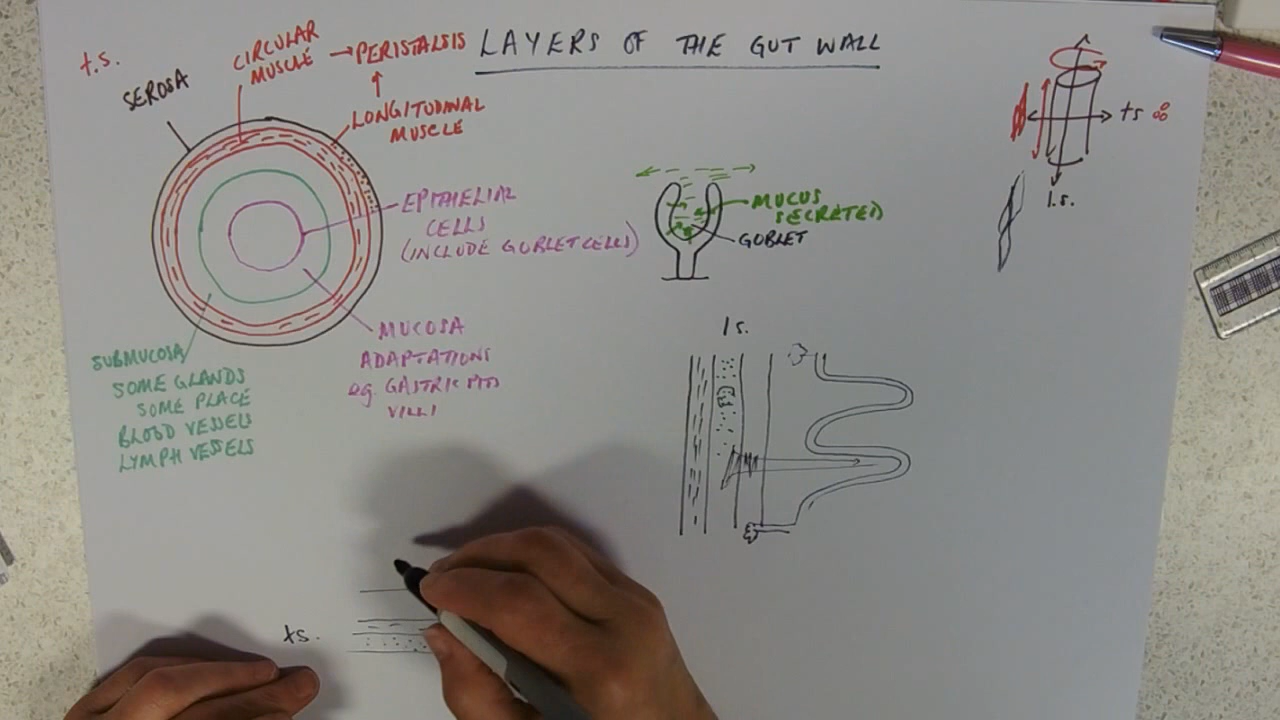 LAYERS OF THE GUT WALL
t.s.
SEROSA
CIRCULAR
MUSCLE
→PERISTALSIS
LONGITUDINAL
MUSCLE
EPITHELIAL
CELLS
(INCLUDE GOBLET CELLS)
MUCOSA
ADAPTATIONS
eg. GASTRIC PITS
VILLI
SUBMUCOSA
SOME GLANDS
SOME PLACE
BLOOD VESSELS
LYMPH VESSELS
MUCUS
SECRETED
GOBLET
ts
l.s.
ls.
ts.